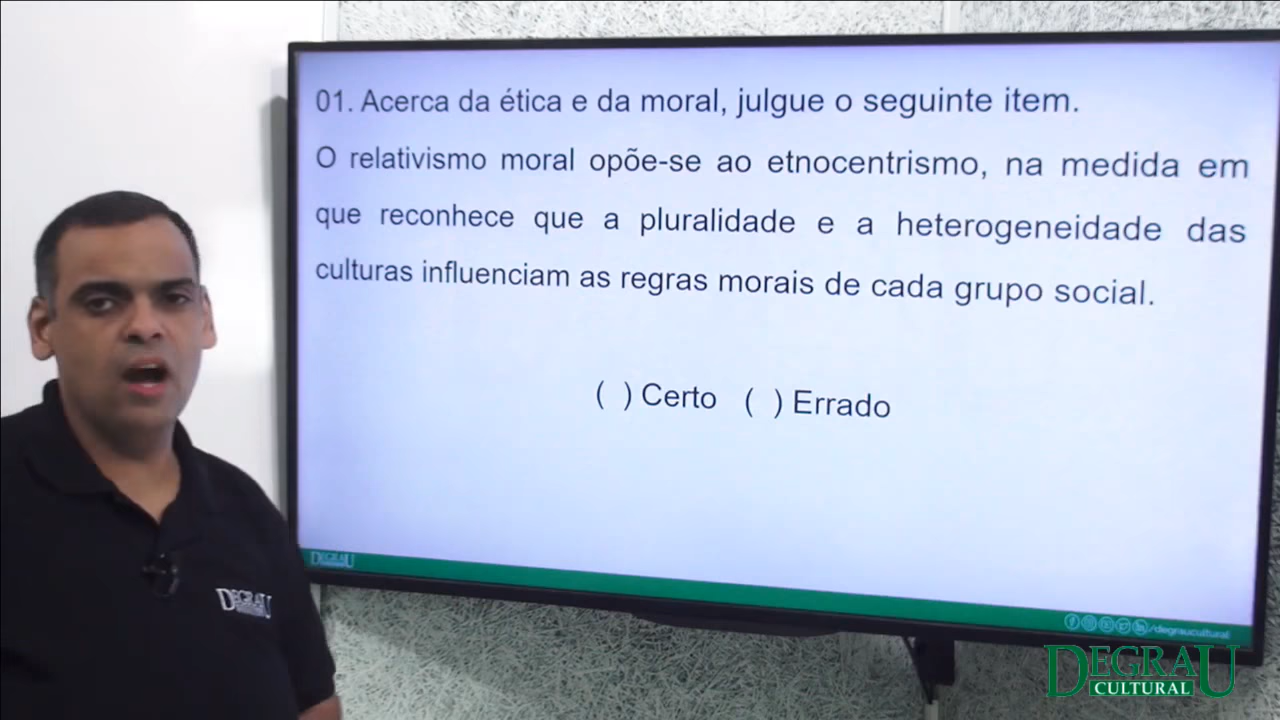 01. Acerca da ética e da moral, julgue o seguinte item.
O relativismo moral opõe-se ao etnocentrismo, na medida em
que reconhece que a pluralidade e a heterogeneidade das
culturas influenciam as regras morais de cada grupo social.
( ) Certo ( ) Errado
DEGRAU
/degraucultural
DEGRAU
DEGRAU
CULTURAL